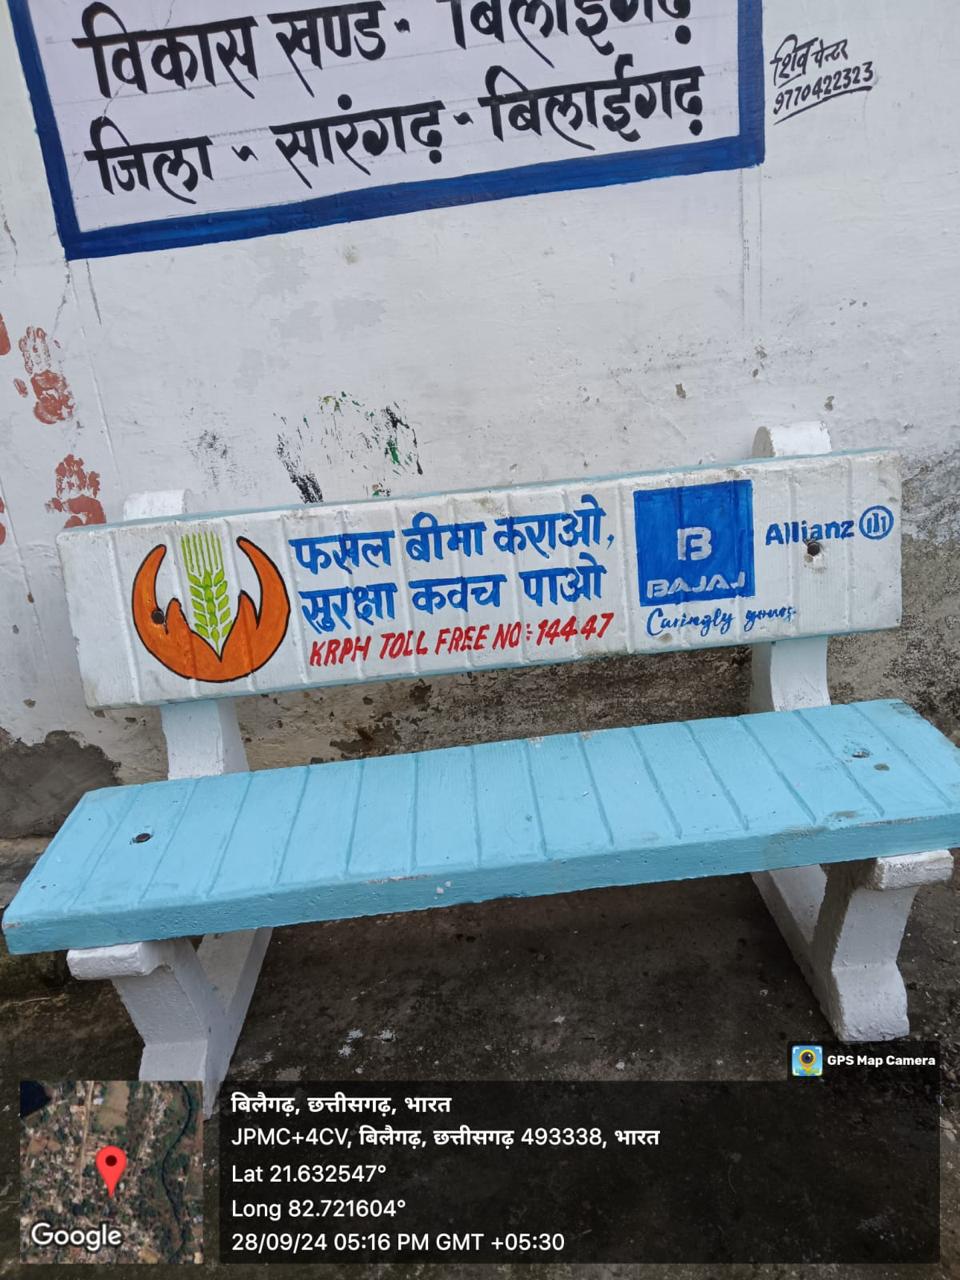 विकास खण्ड - बिलाईगढ़
जिला - सारंगढ़ - बिलाईगढ़
शिव पेन्टर
9770422323
फसल बीमा कराओ,
सुरक्षा कवच पाओ
KRPH TOLL FREE NO : 14447
B
BAJAJ
Allianz
Caringly yours
GPS Map Camera
बिलैगढ़, छत्तीसगढ़, भारत
JPMC+4CV, बिलैगढ़, छत्तीसगढ़ 493338, भारत
Lat 21.632547°
Long 82.721604°
28/09/24 05:16 PM GMT +05:30
Google